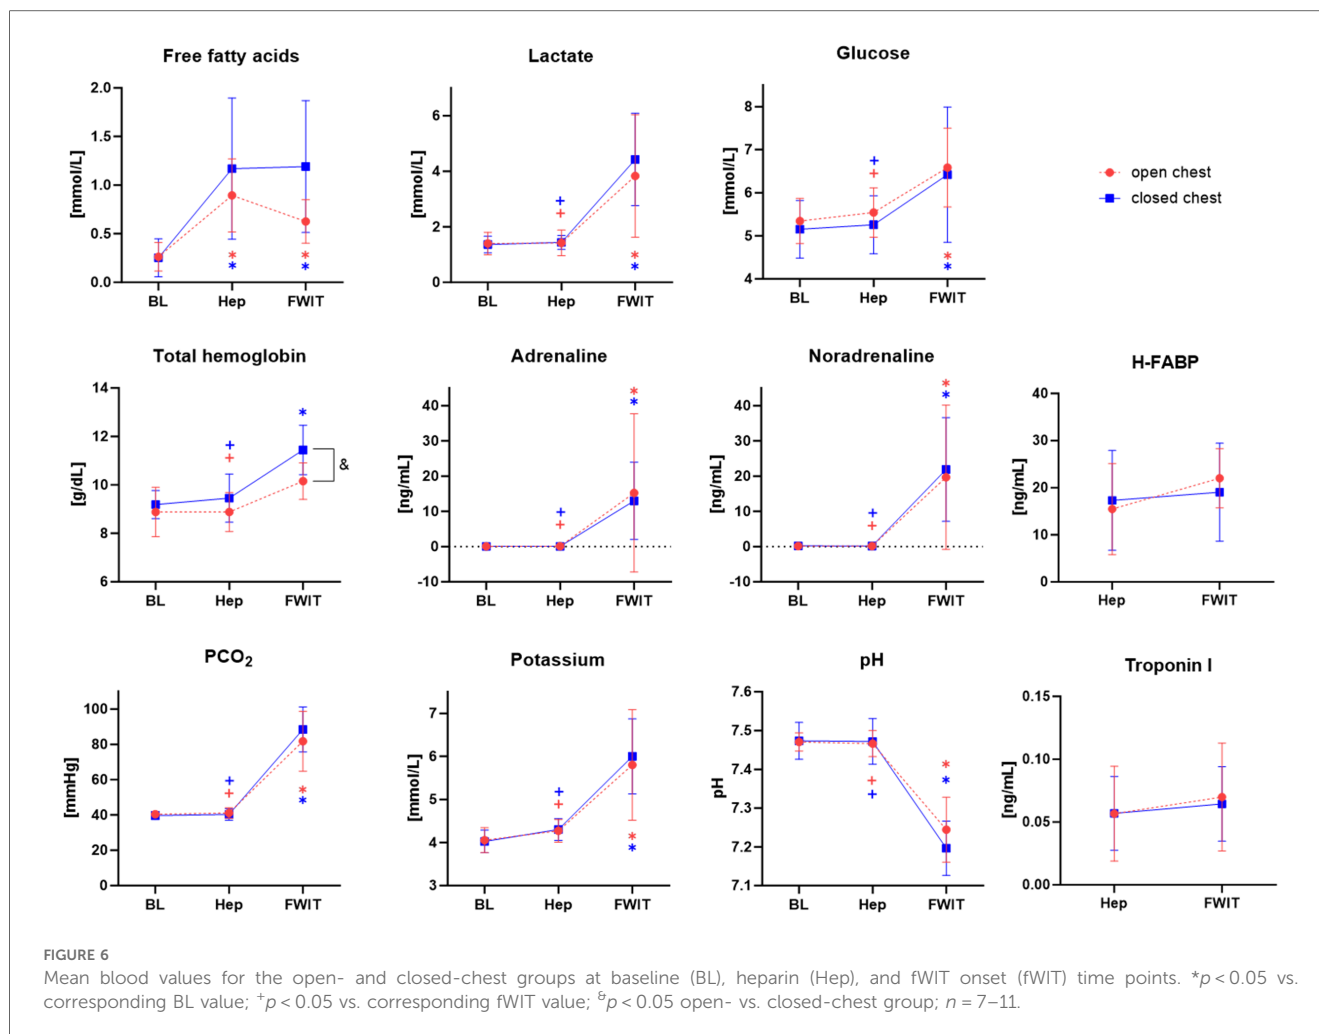 Free fatty acids
[mmol/L]
2.0
1.5
1.0
0.5
0.0
*
*
*
*
BL Hep FWIT
Lactate
[mmol/L]
6
4
2
0
+
+
*
*
BL Hep FWIT
Glucose
[mmol/L]
8
7
6
5
4
+
+
*
*
BL Hep FWIT
open chest
closed chest
Total hemoglobin
[g/dL]
14
12
10
8
6
+
+
*
&
BL Hep FWIT
Adrenaline
[ng/mL]
40
30
20
10
0
-10
+
+
*
*
BL Hep FWIT
Noradrenaline
[ng/mL]
40
30
20
10
0
-10
+
+
*
*
BL Hep FWIT
H-FABP
[ng/mL]
40
30
20
10
0
Hep FWIT
PCO2
[mmHg]
100
80
60
40
20
0
+
+
*
*
BL Hep FWIT
Potassium
[mmol/L]
7
6
5
4
3
+
+
*
*
BL Hep FWIT
pH
pH
7.6
7.5
7.4
7.3
7.2
7.1
+
+
*
*
BL Hep FWIT
Troponin I
[ng/mL]
0.15
0.10
0.05
0.00
Hep FWIT
FIGURE 6
Mean blood values for the open- and closed-chest groups at baseline (BL), heparin (Hep), and fWIT onset (fWIT) time points. *p < 0.05 vs.
corresponding BL value; +p < 0.05 vs. corresponding fWIT value; &p < 0.05 open- vs. closed-chest group; n = 7–11.